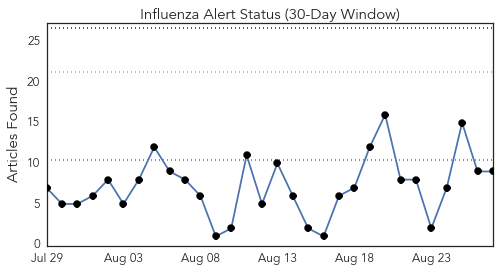 Influenza Alert Status (30-Day Window)
Articles Found
25
20
15
10
5
0
Jul 29
Aug 03
Aug 08
Aug 13
Aug 18
Aug 23